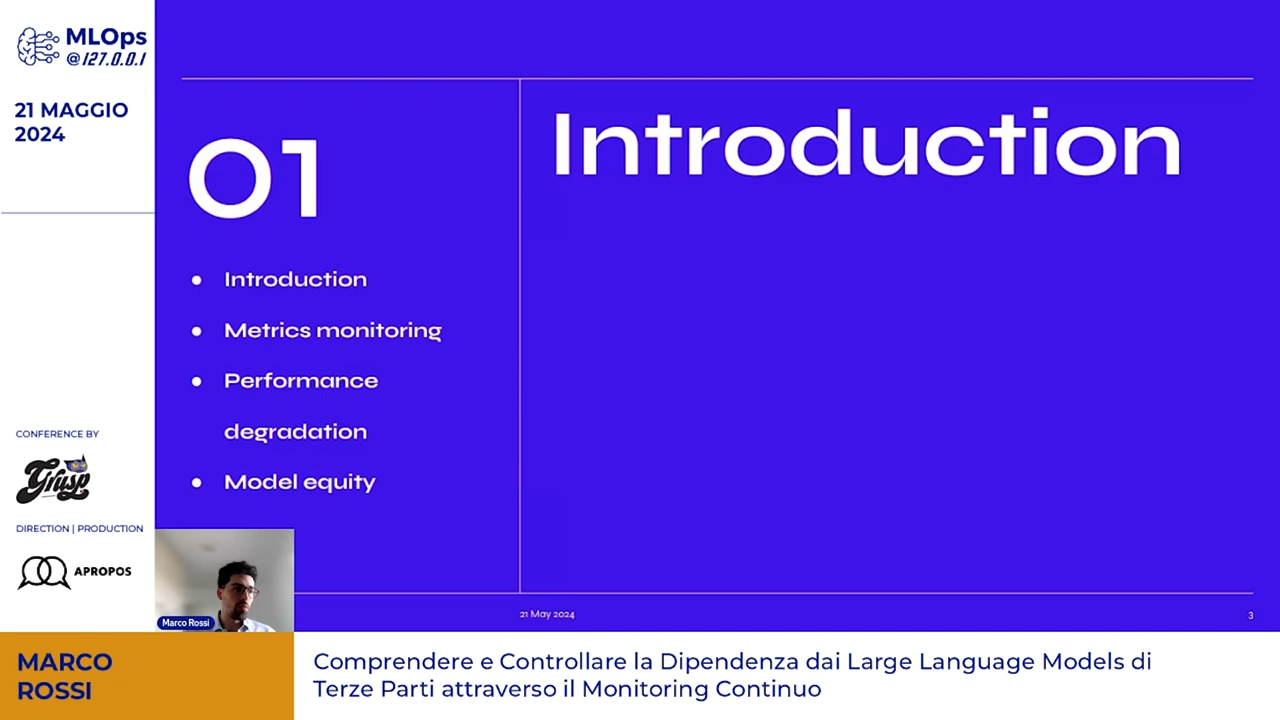 MLOps
@127.0.0.1
21 MAGGIO
2024
CONFERENCE BY
Grusp
DIRECTION | PRODUCTION
APROPOS
01
• Introduction
• Metrics monitoring
• Performance
degradation
• Model equity
Introduction
21 May 2024
3
Marco Rossi
MARCO
ROSSI
Comprendere e Controllare la Dipendenza dai Large Language Models di
Terze Parti attraverso il Monitoring Continuo